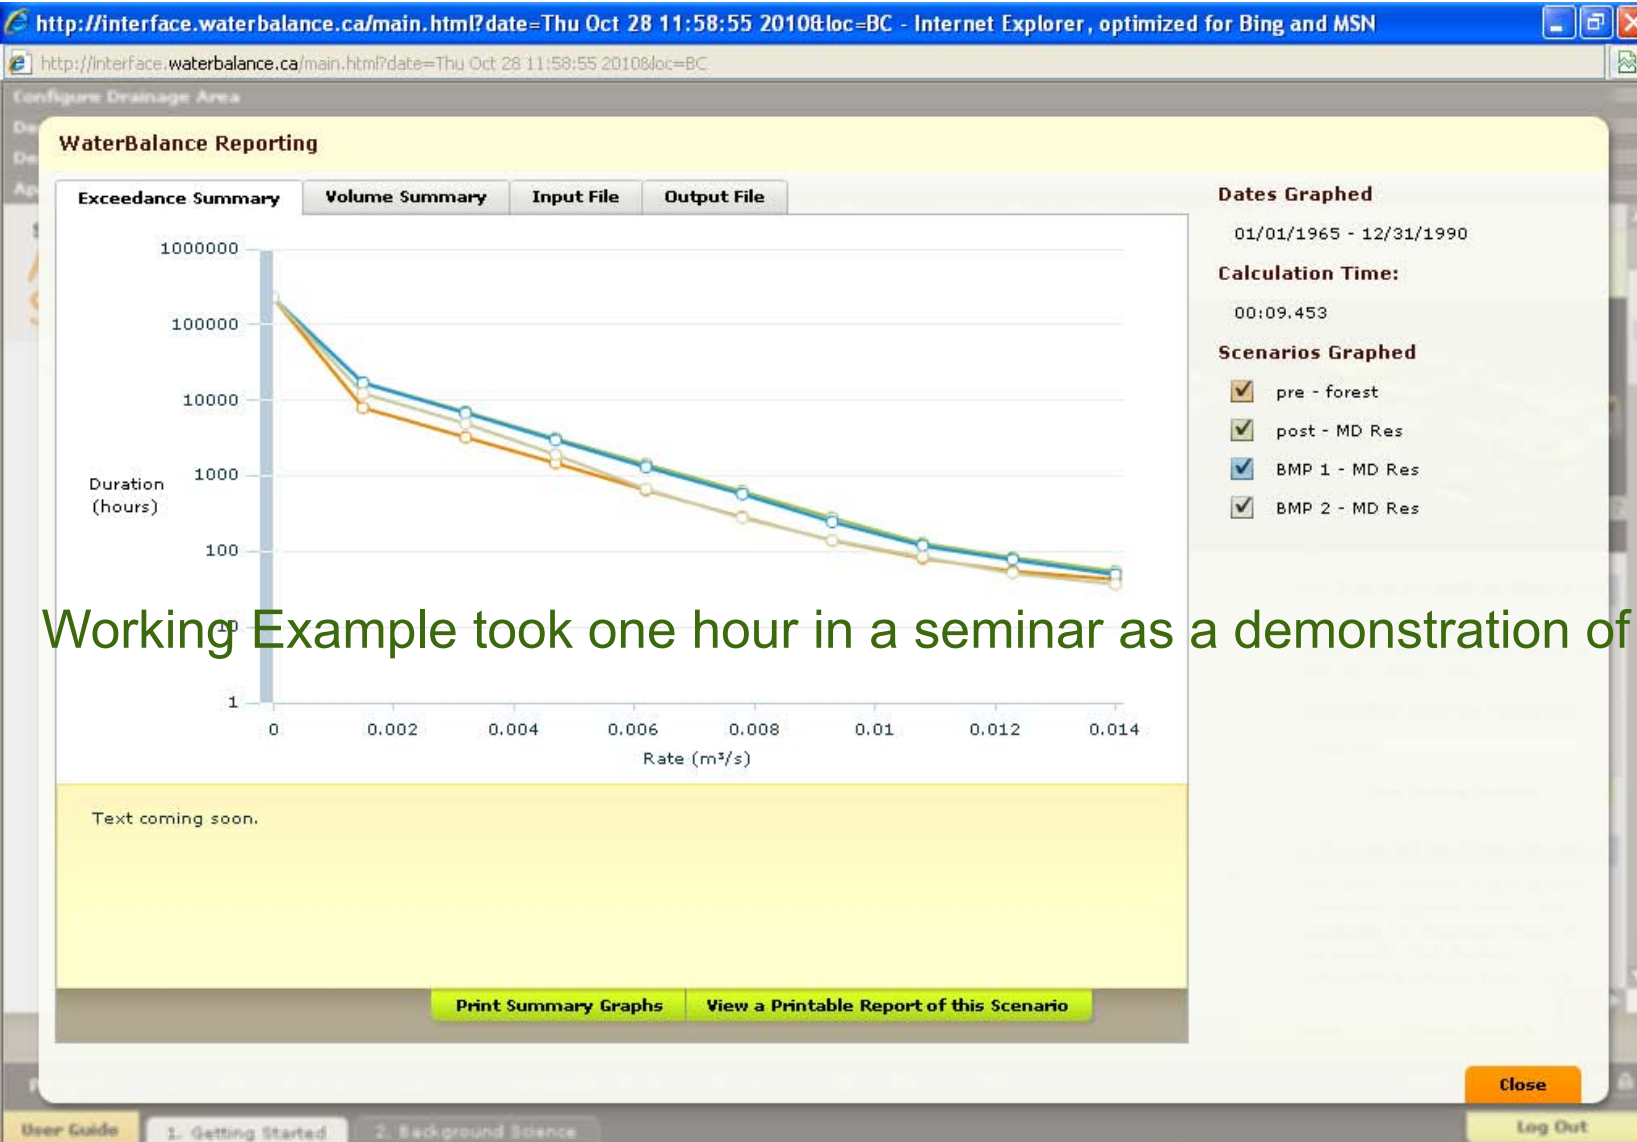 http://interface.waterbalance.ca/main.html?date=Thu Oct 28 11:58:55 2010&loc=BC - Internet Explorer, optimized for Bing and MSN
http://interface.waterbalance.ca/main.html?date=Thu Oct 28 11:58:55 2010&loc=BC
Configure Drainage Area
WaterBalance Reporting
Exceedance Summary Volume Summary Input File Output File
1000000
100000
10000
1000
100
10
1
Duration
(hours)
0 0.002 0.004 0.006 0.008 0.01 0.012 0.014
Rate (m³/s)
Working Example took one hour in a seminar as a demonstration of
Text coming soon.
Print Summary Graphs View a Printable Report of this Scenario
Dates Graphed
01/01/1965 - 12/31/1990
Calculation Time:
00:09.453
Scenarios Graphed
pre - forest
post - MD Res
BMP 1 - MD Res
BMP 2 - MD Res
Close
User Guide 1. Getting Started 2. Background Science Log Out